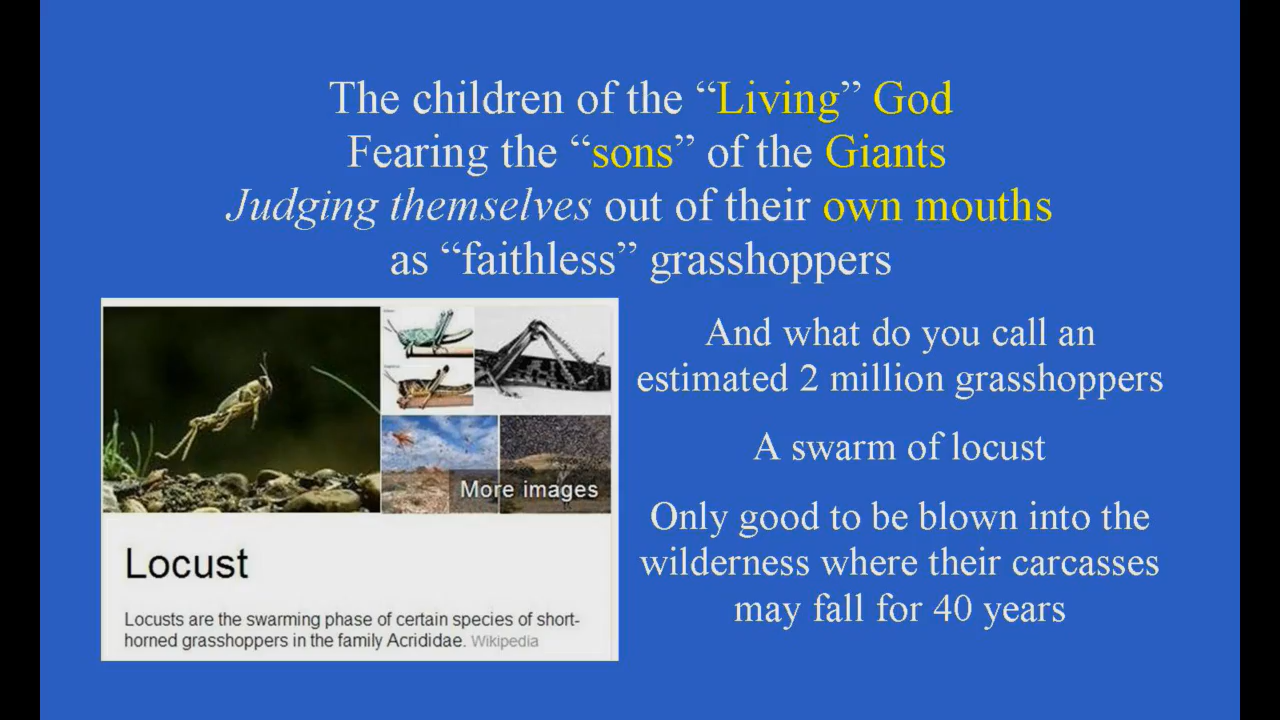 The children of the “Living” God
Fearing the “sons” of the Giants
Judging themselves out of their own mouths
as “faithless” grasshoppers
And what do you call an
estimated 2 million grasshoppers
A swarm of locust
Only good to be blown into the
wilderness where their carcasses
may fall for 40 years
More images
Locust
Locusts are the swarming phase of certain species of short-
horned grasshoppers in the family Acrididae. Wikipedia